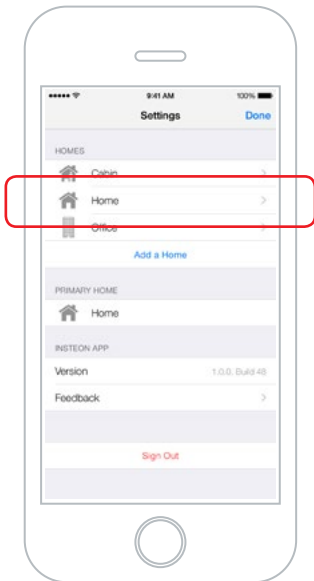 9:41 AM
100%
Settings
Done
HOMES
Cabin
Home
Office
Add a Home
PRIMARY HOME
Home
INSTEON APP
Version 1.0.0, Build 48
Feedback
Sign Out